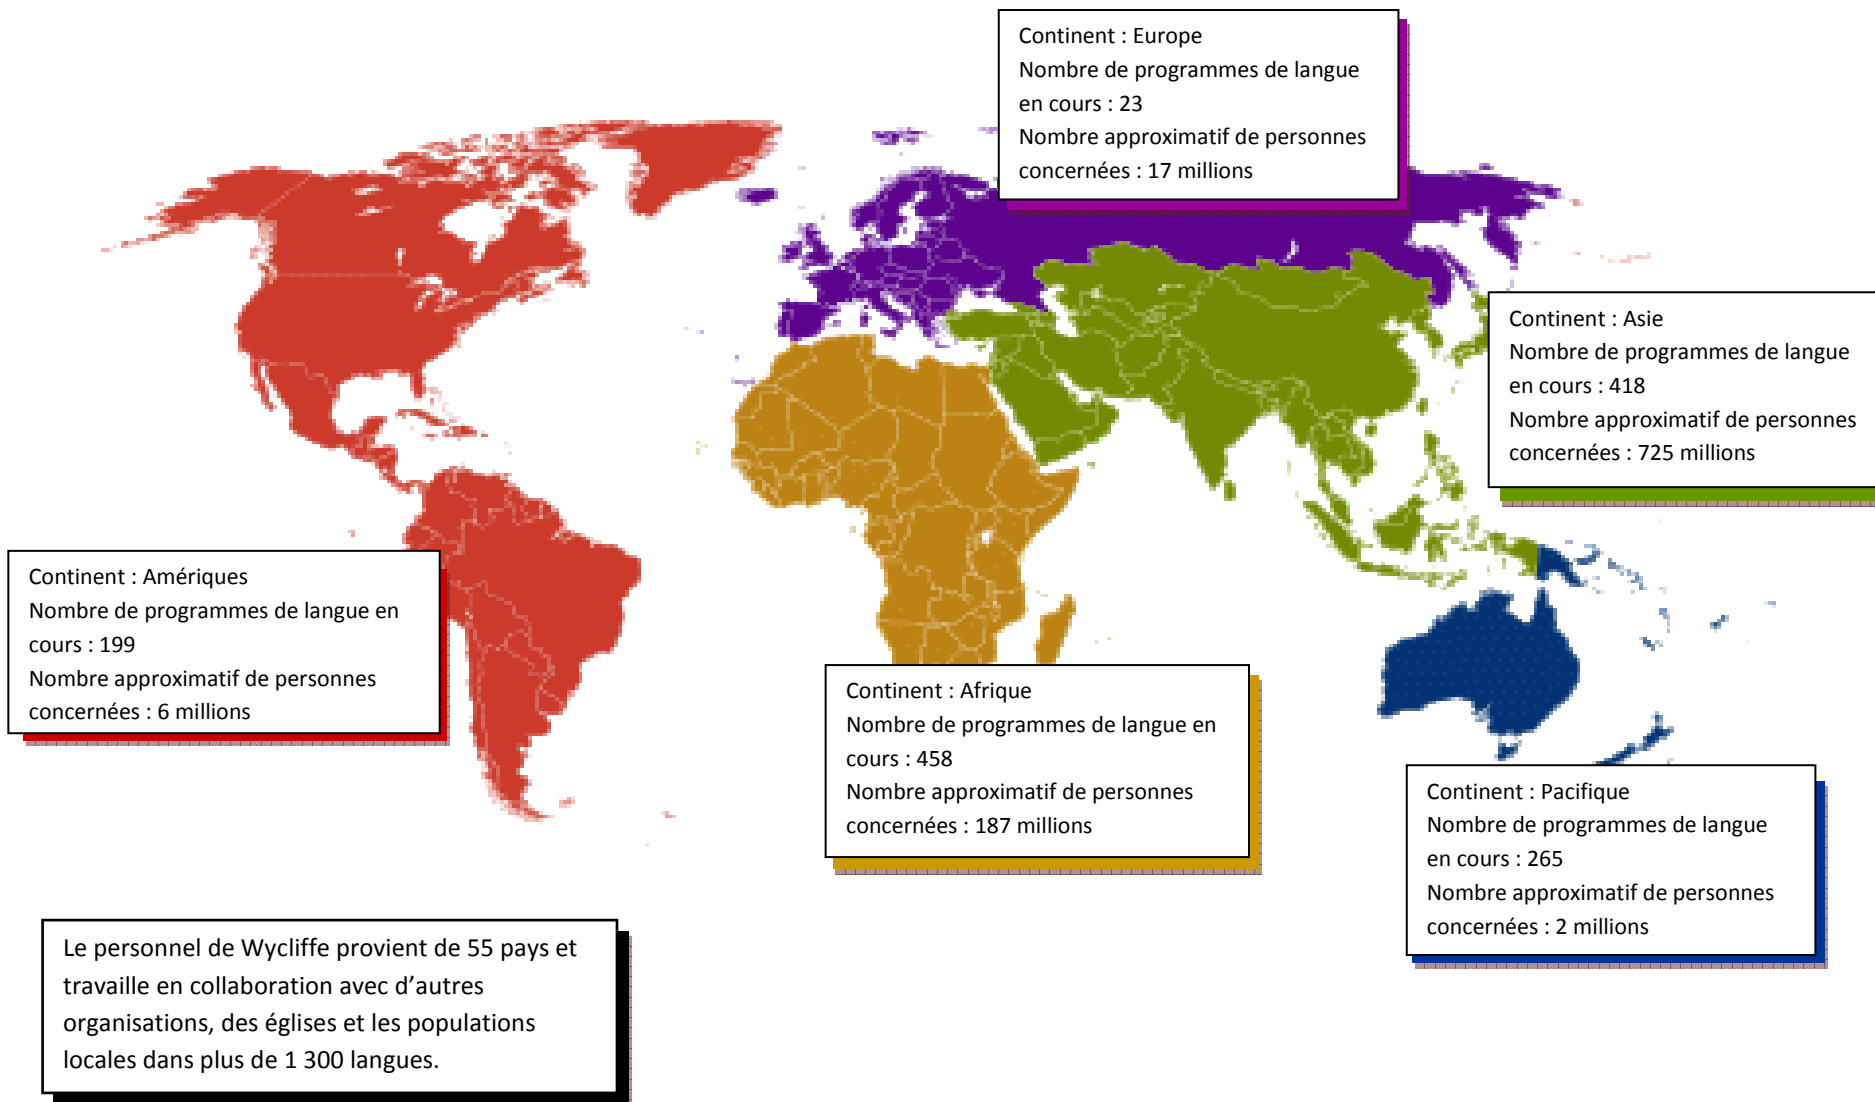 Continent : Europe
Nombre de programmes de langue
en cours : 23
Nombre approximatif de personnes
concernées : 17 millions
Continent : Asie
Nombre de programmes de langue
en cours : 418
Nombre approximatif de personnes
concernées : 725 millions
Continent : Amériques
Nombre de programmes de langue en
cours : 199
Nombre approximatif de personnes
concernées : 6 millions
Continent : Afrique
Nombre de programmes de langue en
cours : 458
Nombre approximatif de personnes
concernées : 187 millions
Continent : Pacifique
Nombre de programmes de langue
en cours : 265
Nombre approximatif de personnes
concernées : 2 millions
Le personnel de Wycliffe provient de 55 pays et
travaille en collaboration avec d’autres
organisations, des églises et les populations
locales dans plus de 1 300 langues.